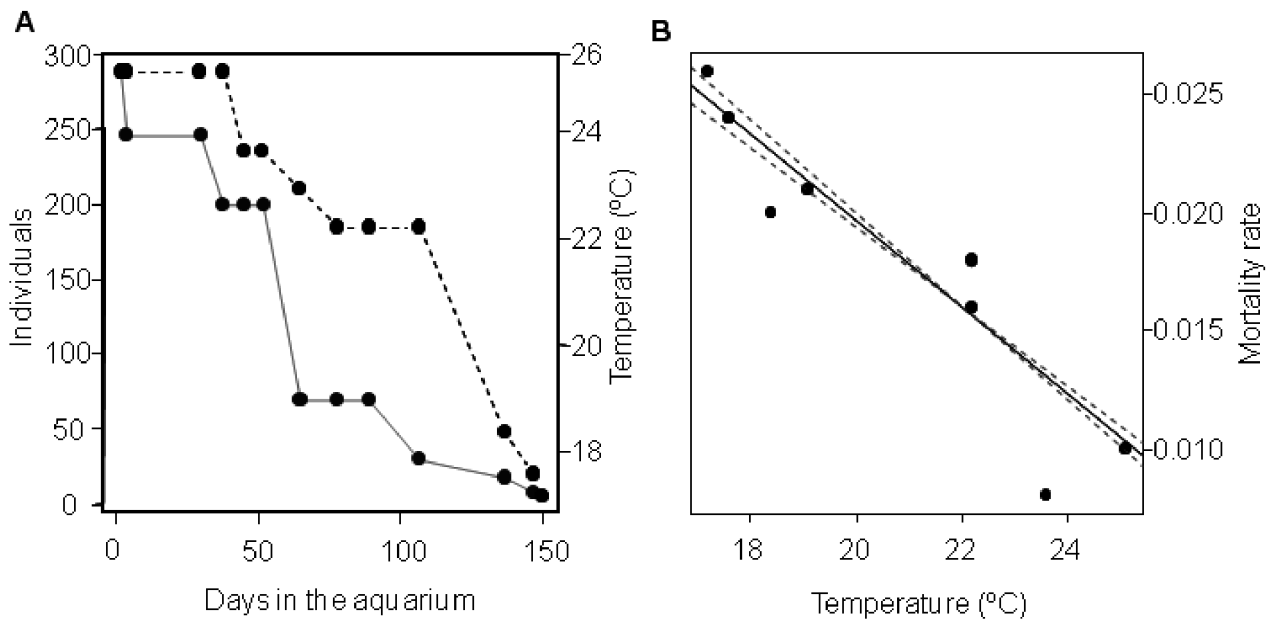 A
300
250
200
150
100
50
0
Individuals
26
24
22
20
18
Temperature (ºC)
0 50 100 150
Days in the aquarium
B
0.025
0.020
0.015
0.010
Mortality rate
18 20 22 24
Temperature (ºC)